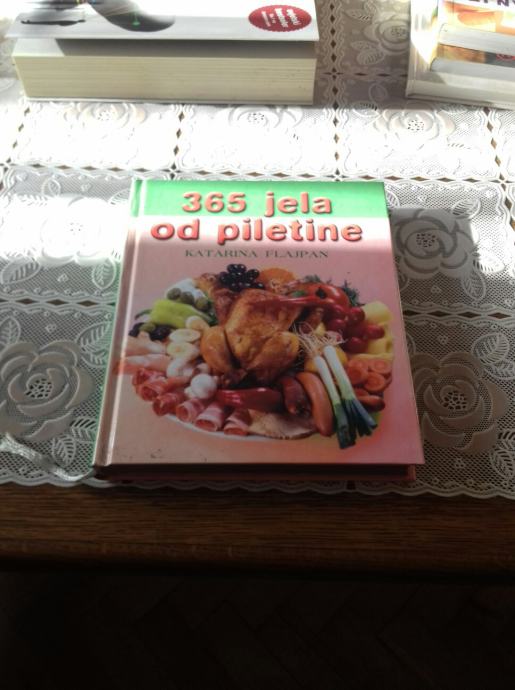 365 jela
od piletine
KATARINA FLAJPAN